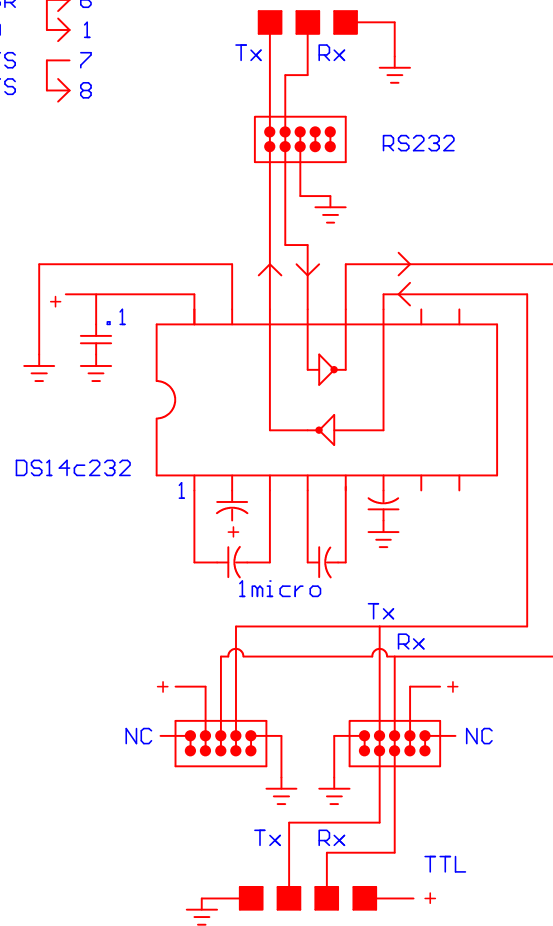 6
1
7
8
Tx
Rx
RS232
+
.1
DS14c232
1
+
1micro
Tx
Rx
+
+
NC
NC
Tx
Rx
TTL
+